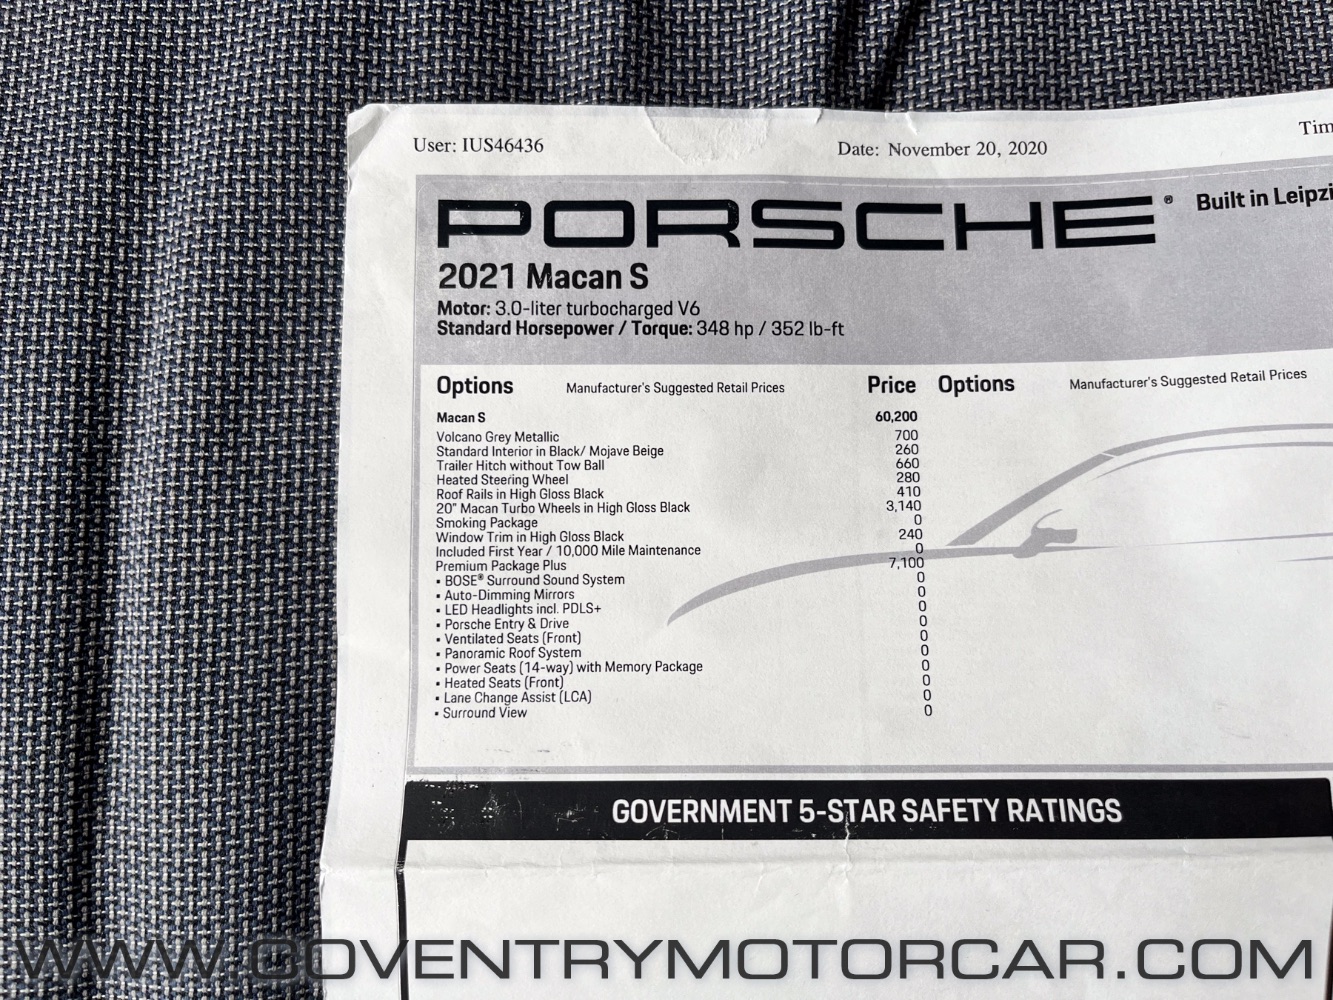 User: IUS46436 Date: November 20, 2020 Tim
PORSCHE® Built in Leipzi
2021 Macan S
Motor: 3.0-liter turbocharged V6
Standard Horsepower / Torque: 348 hp / 352 lb-ft
Options Manufacturer's Suggested Retail Prices Price Options Manufacturer's Suggested Retail Prices
Macan S 60,200
Volcano Grey Metallic 700
Standard Interior in Black/ Mojave Beige 260
Trailer Hitch without Tow Ball 660
Heated Steering Wheel 280
Roof Rails in High Gloss Black 410
20" Macan Turbo Wheels in High Gloss Black 3,140
Smoking Package 0
Window Trim in High Gloss Black 240
Included First Year / 10,000 Mile Maintenance 0
Premium Package Plus 7,100
▪ BOSE® Surround Sound System 0
▪ Auto-Dimming Mirrors 0
▪ LED Headlights incl. PDLS+ 0
▪ Porsche Entry & Drive 0
▪ Ventilated Seats (Front) 0
▪ Panoramic Roof System 0
▪ Power Seats (14-way) with Memory Package 0
▪ Heated Seats (Front) 0
▪ Lane Change Assist (LCA) 0
▪ Surround View 0
GOVERNMENT 5-STAR SAFETY RATINGS
WWW.COVENTRYMOTORCAR.COM